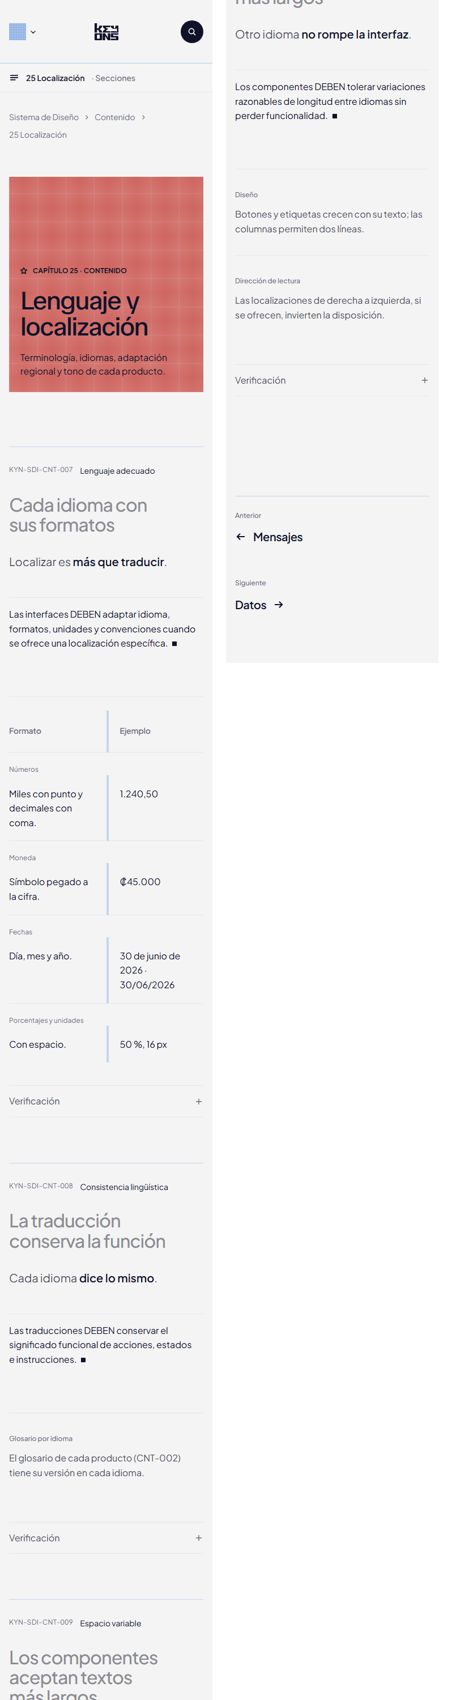 KEY
ONS
25 Localización · Secciones
Sistema de Diseño > Contenido >
25 Localización
CAPÍTULO 25 · CONTENIDO
Lenguaje y
localización
Terminología, idiomas, adaptación
regional y tono de cada producto.
KYN-SDI-CNT-007 Lenguaje adecuado
Cada idioma con
sus formatos
Localizar es más que traducir.
Las interfaces DEBEN adaptar idioma,
formatos, unidades y convenciones cuando
se ofrece una localización específica. ■
Formato Ejemplo
Números
Miles con punto y
decimales con
coma.
1.240,50
Moneda
Símbolo pegado a
la cifra.
₡45.000
Fechas
Día, mes y año.
30 de junio de
2026 ·
30/06/2026
Porcentajes y unidades
Con espacio.
50 %, 16 px
Verificación +
KYN-SDI-CNT-008 Consistencia lingüística
La traducción
conserva la función
Cada idioma dice lo mismo.
Las traducciones DEBEN conservar el
significado funcional de acciones, estados
e instrucciones. ■
Glosario por idioma
El glosario de cada producto (CNT-002)
tiene su versión en cada idioma.
Verificación +
KYN-SDI-CNT-009 Espacio variable
Los componentes
aceptan textos
más largos
más largos
Otro idioma no rompe la interfaz.
Los componentes DEBEN tolerar variaciones
razonables de longitud entre idiomas sin
perder funcionalidad. ■
Diseño
Botones y etiquetas crecen con su texto; las
columnas permiten dos líneas.
Dirección de lectura
Las localizaciones de derecha a izquierda, si
se ofrecen, invierten la disposición.
Verificación +
Anterior
← Mensajes
Siguiente
Datos →